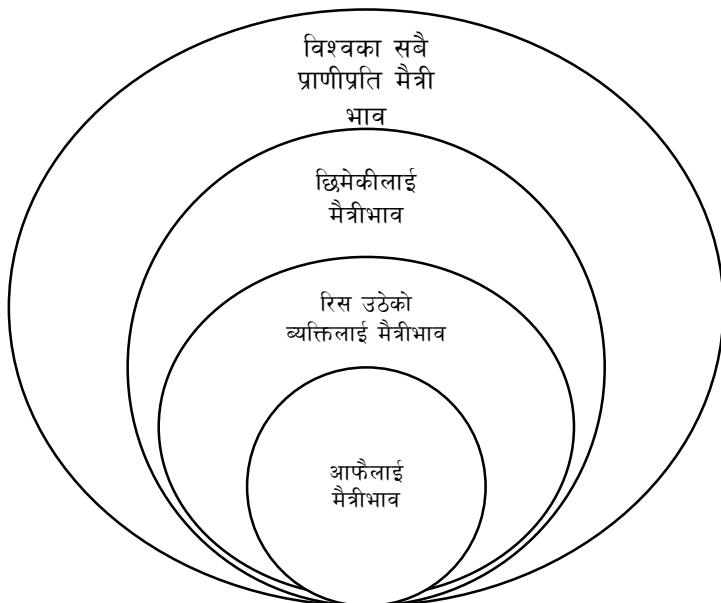 विश्वका सबै
प्राणीप्रति मैत्री
भाव
छिमेकीलाई
मैत्रीभाव
रिस उठेको
ब्यक्तिलाई मैत्रीभाव
आफैलाई
मैत्रीभाव